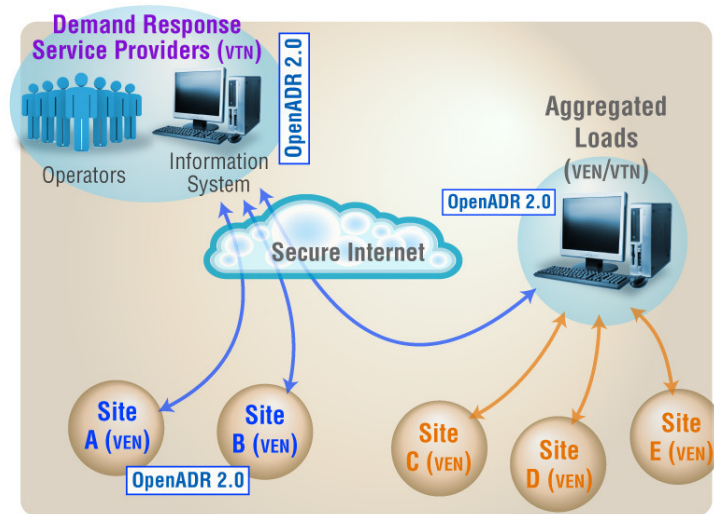 Demand Response
Service Providers (VTN)
OpenADR 2.0
Operators
Information
System
Aggregated
Loads
(VEN/VTN)
OpenADR 2.0
Secure Internet
Site
A (VEN)
Site
B (VEN)
OpenADR 2.0
Site
C (VEN)
Site
D (VEN)
Site
E (VEN)